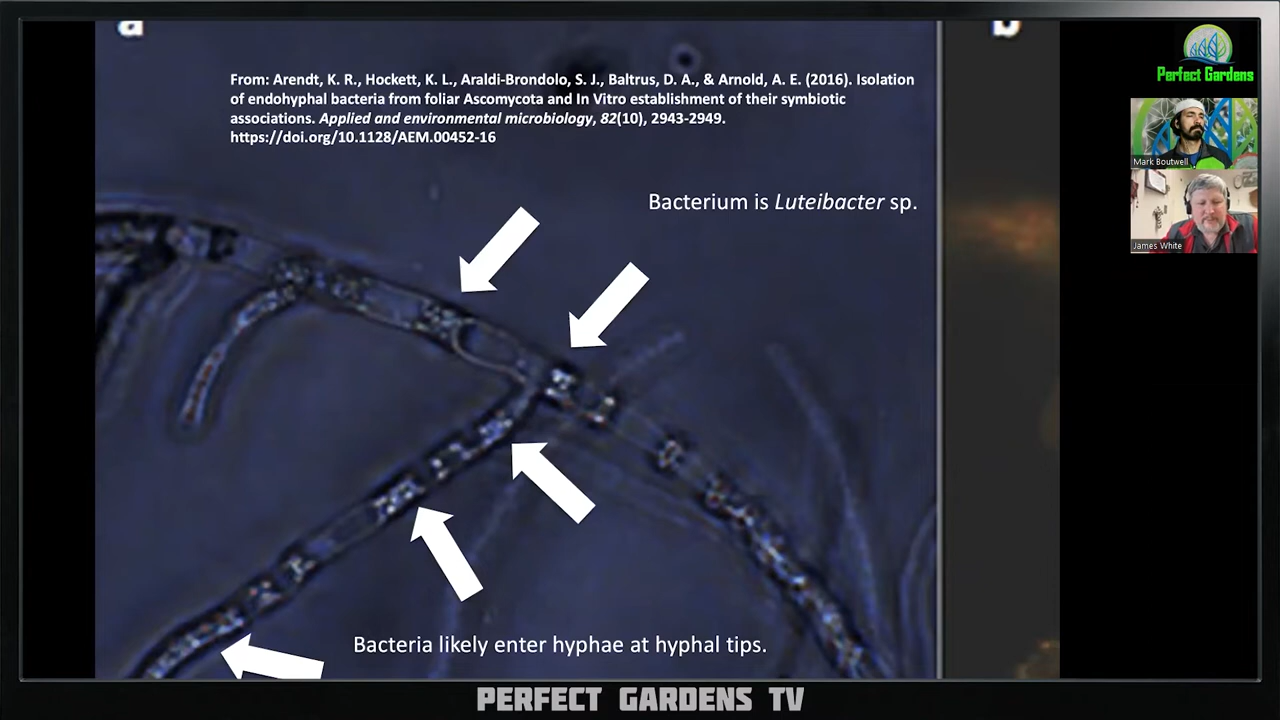 a
b
From: Arendt, K. R., Hockett, K. L., Araldi-Brondolo, S. J., Baltrus, D. A., & Arnold, A. E. (2016). Isolation
of endohyphal bacteria from foliar Ascomycota and In Vitro establishment of their symbiotic
associations. Applied and environmental microbiology, 82(10), 2943-2949.
https://doi.org/10.1128/AEM.00452-16
Perfect Gardens
Mark Boutwell
Bacterium is Luteibacter sp.
James White
Bacteria likely enter hyphae at hyphal tips.
PERFECT GARDENS TV